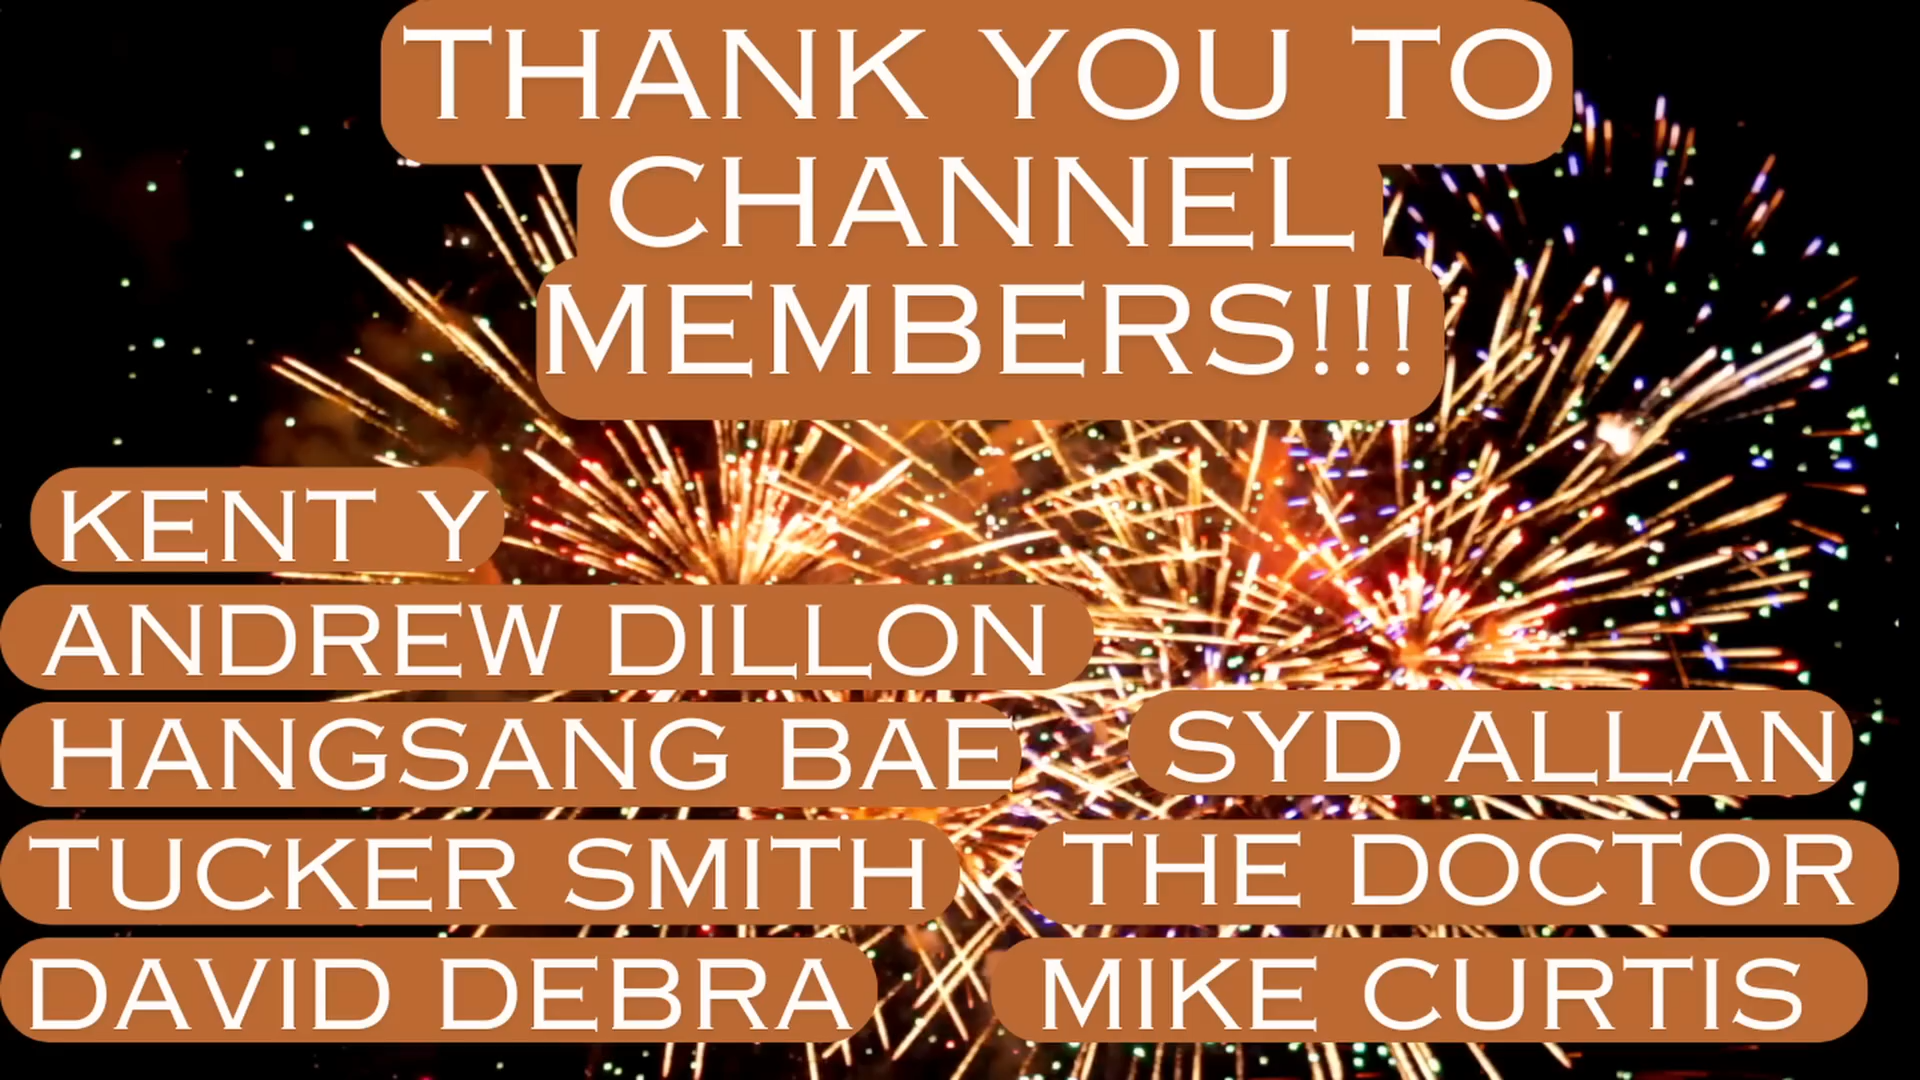 THANK YOU TO
CHANNEL
MEMBERS!!!
KENT Y
ANDREW DILLON
HANGSANG BAE
SYD ALLAN
TUCKER SMITH
THE DOCTOR
DAVID DEBRA
MIKE CURTIS